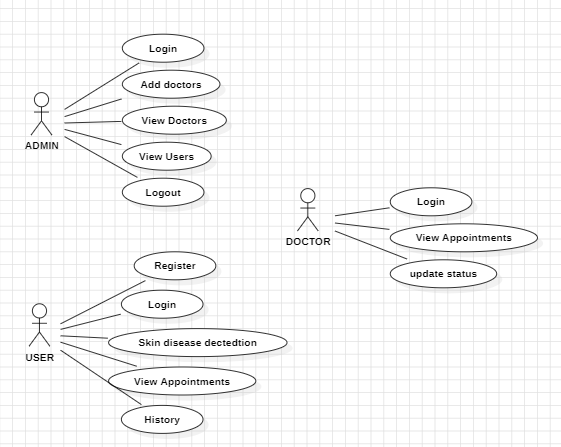 Login
Add doctors
View Doctors
ADMIN
View Users
Logout
Login
DOCTOR
View Appointments
update status
Register
Login
Skin disease dectedtion
USER
View Appointments
History